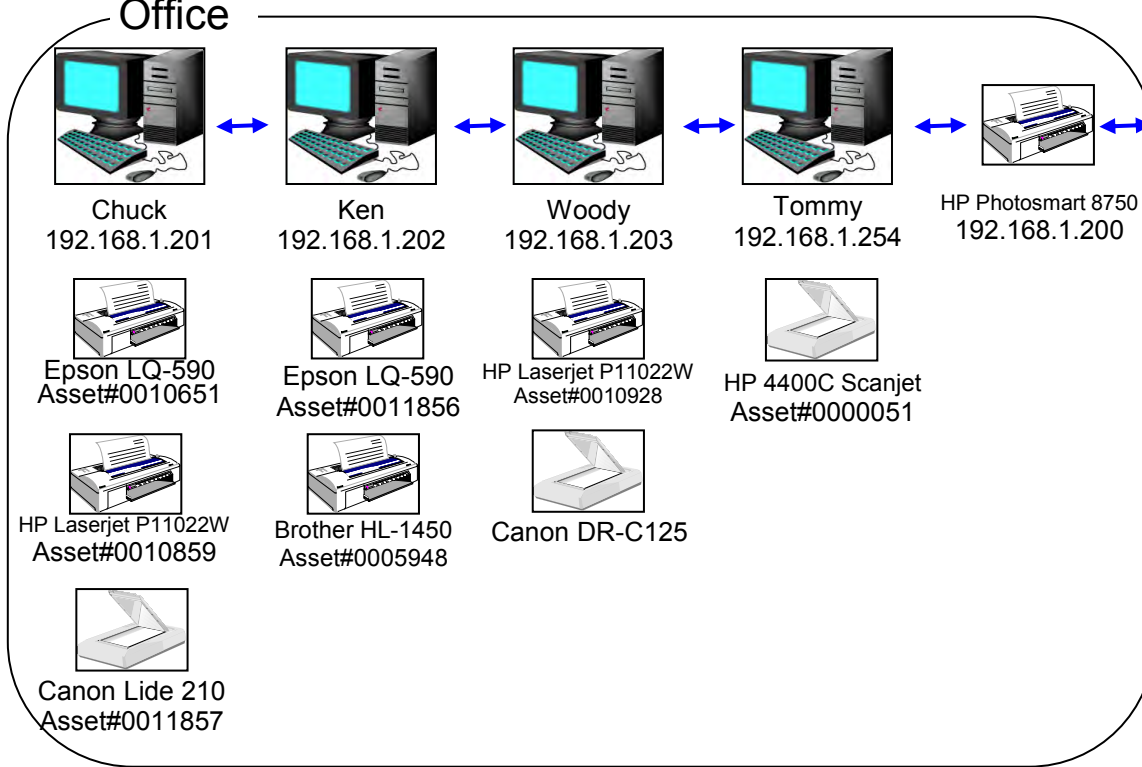 Office
Chuck
192.168.1.201
Ken
192.168.1.202
Woody
192.168.1.203
Tommy
192.168.1.254
HP Photosmart 8750
192.168.1.200
Epson LQ-590
Asset#0010651
Epson LQ-590
Asset#0011856
HP Laserjet P11022W
Asset#0010928
HP 4400C Scanjet
Asset#0000051
HP Laserjet P11022W
Asset#0010859
Brother HL-1450
Asset#0005948
Canon DR-C125
Canon Lide 210
Asset#0011857